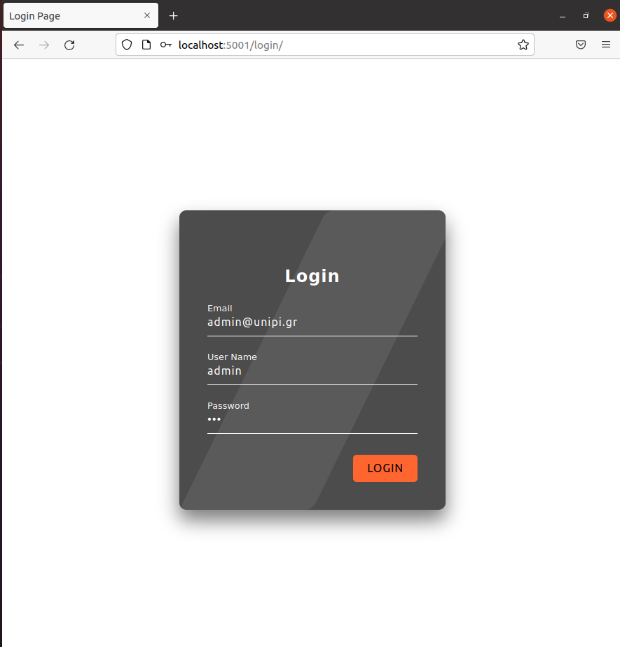 Login Page
localhost:5001/login/
Login
Email
admin@unipi.gr
User Name
admin
Password
•••
LOGIN